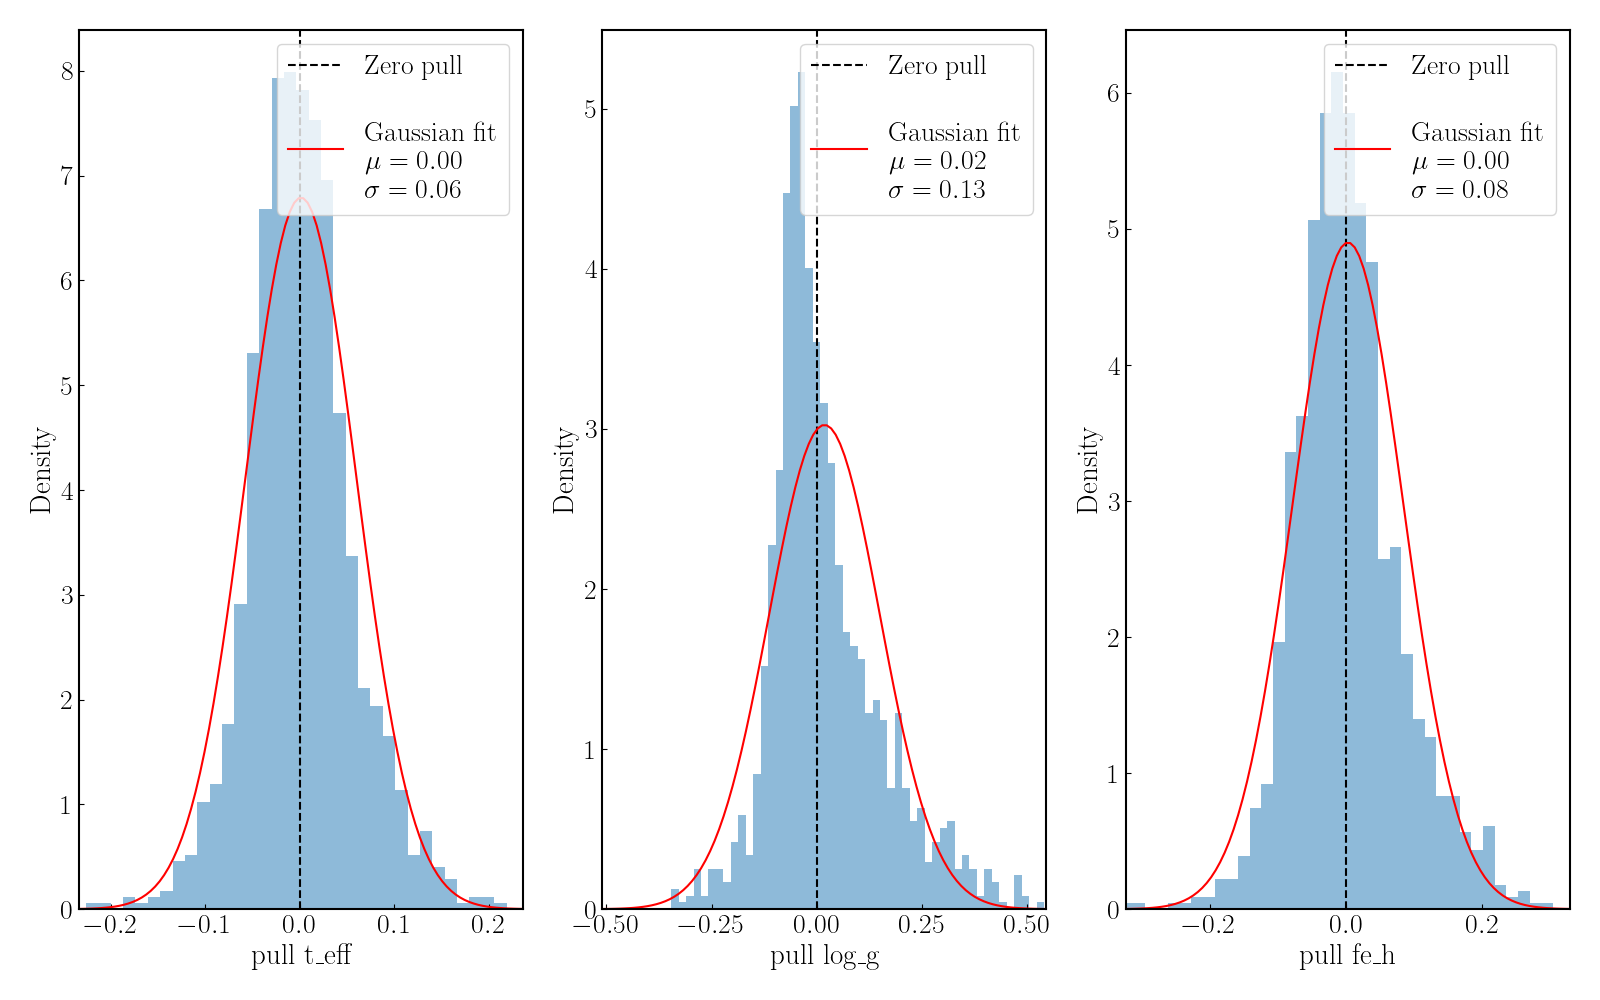 Zero pull
Gaussian fit
μ = 0.00
σ = 0.06
8
7
6
5
4
3
2
1
0
Density
−0.2
−0.1
0.0
0.1
0.2
pull t_eff
Zero pull
Gaussian fit
μ = 0.02
σ = 0.13
5
4
3
2
1
0
Density
−0.50
−0.25
0.00
0.25
0.50
pull log_g
Zero pull
Gaussian fit
μ = 0.00
σ = 0.08
6
5
4
3
2
1
0
Density
−0.2
0.0
0.2
pull fe_h